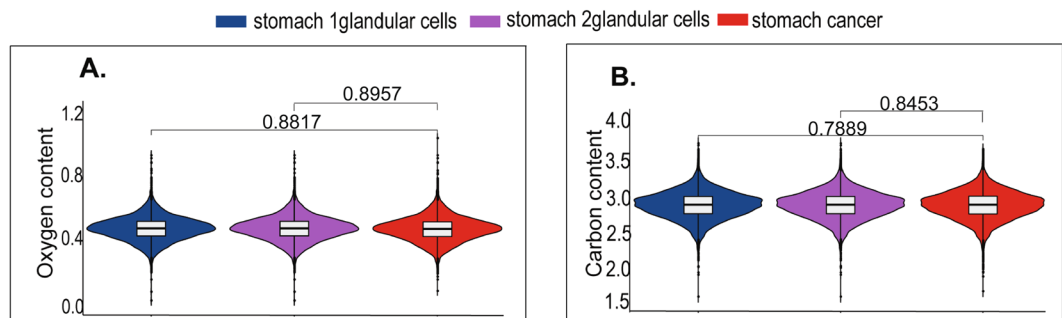 stomach 1glandular cells stomach 2glandular cells stomach cancer
A.
Oxygen content
1.2
0.8
0.4
0.0
0.8957
0.8817
B.
Carbon content
4.0
3.5
3.0
2.5
2.0
1.5
0.8453
0.7889